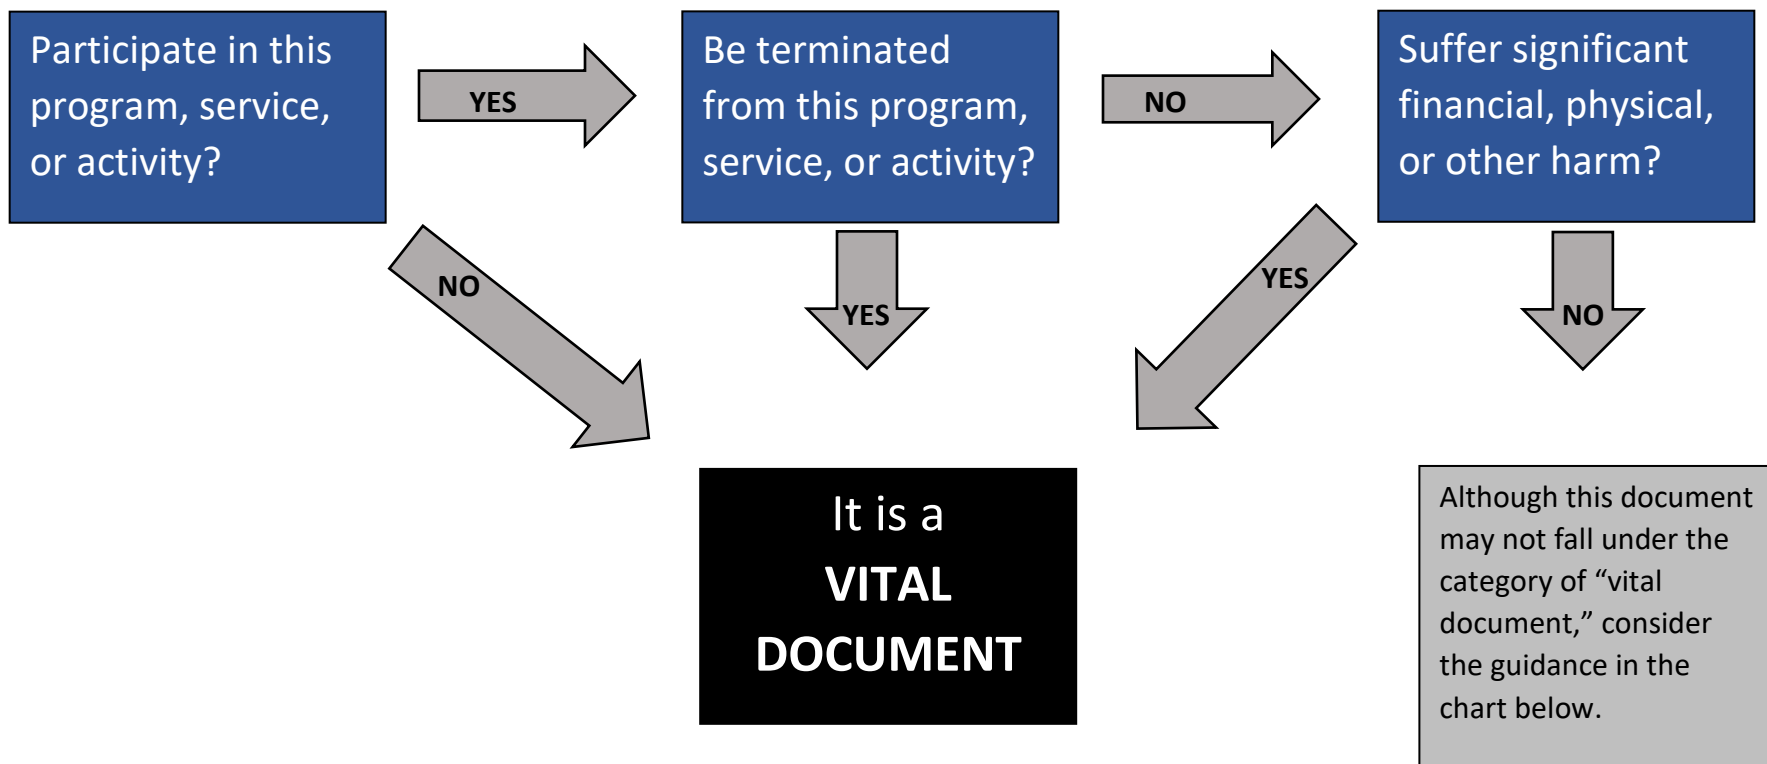 Participate in this
program, service,
or activity?
YES
Be terminated
from this program,
service, or activity?
NO
Suffer significant
financial, physical,
or other harm?
NO
YES
YES
NO
It is a
VITAL
DOCUMENT
Although this document
may not fall under the
category of “vital
document,” consider
the guidance in the
chart below.